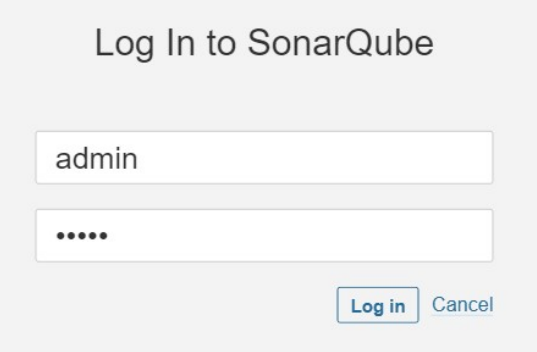 Log In to SonarQube
admin
•••••
Log in Cancel